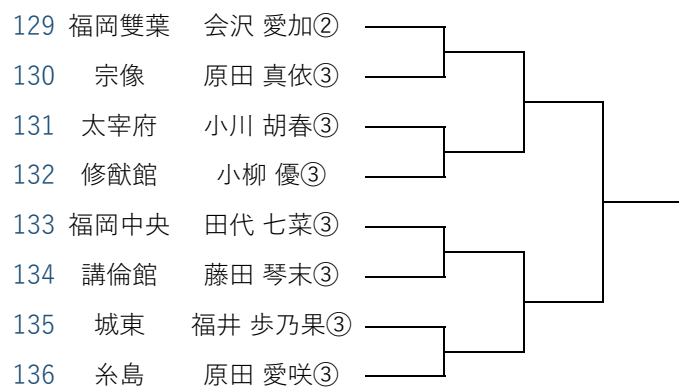 129 福岡雙葉 会沢 愛加②
130 宗像 原田 真依③
131 太宰府 小川 胡春③
132 修猷館 小柳 優③
133 福岡中央 田代 七菜③
134 講倫館 藤田 琴末③
135 城東 福井 歩乃果③
136 糸島 原田 愛咲③